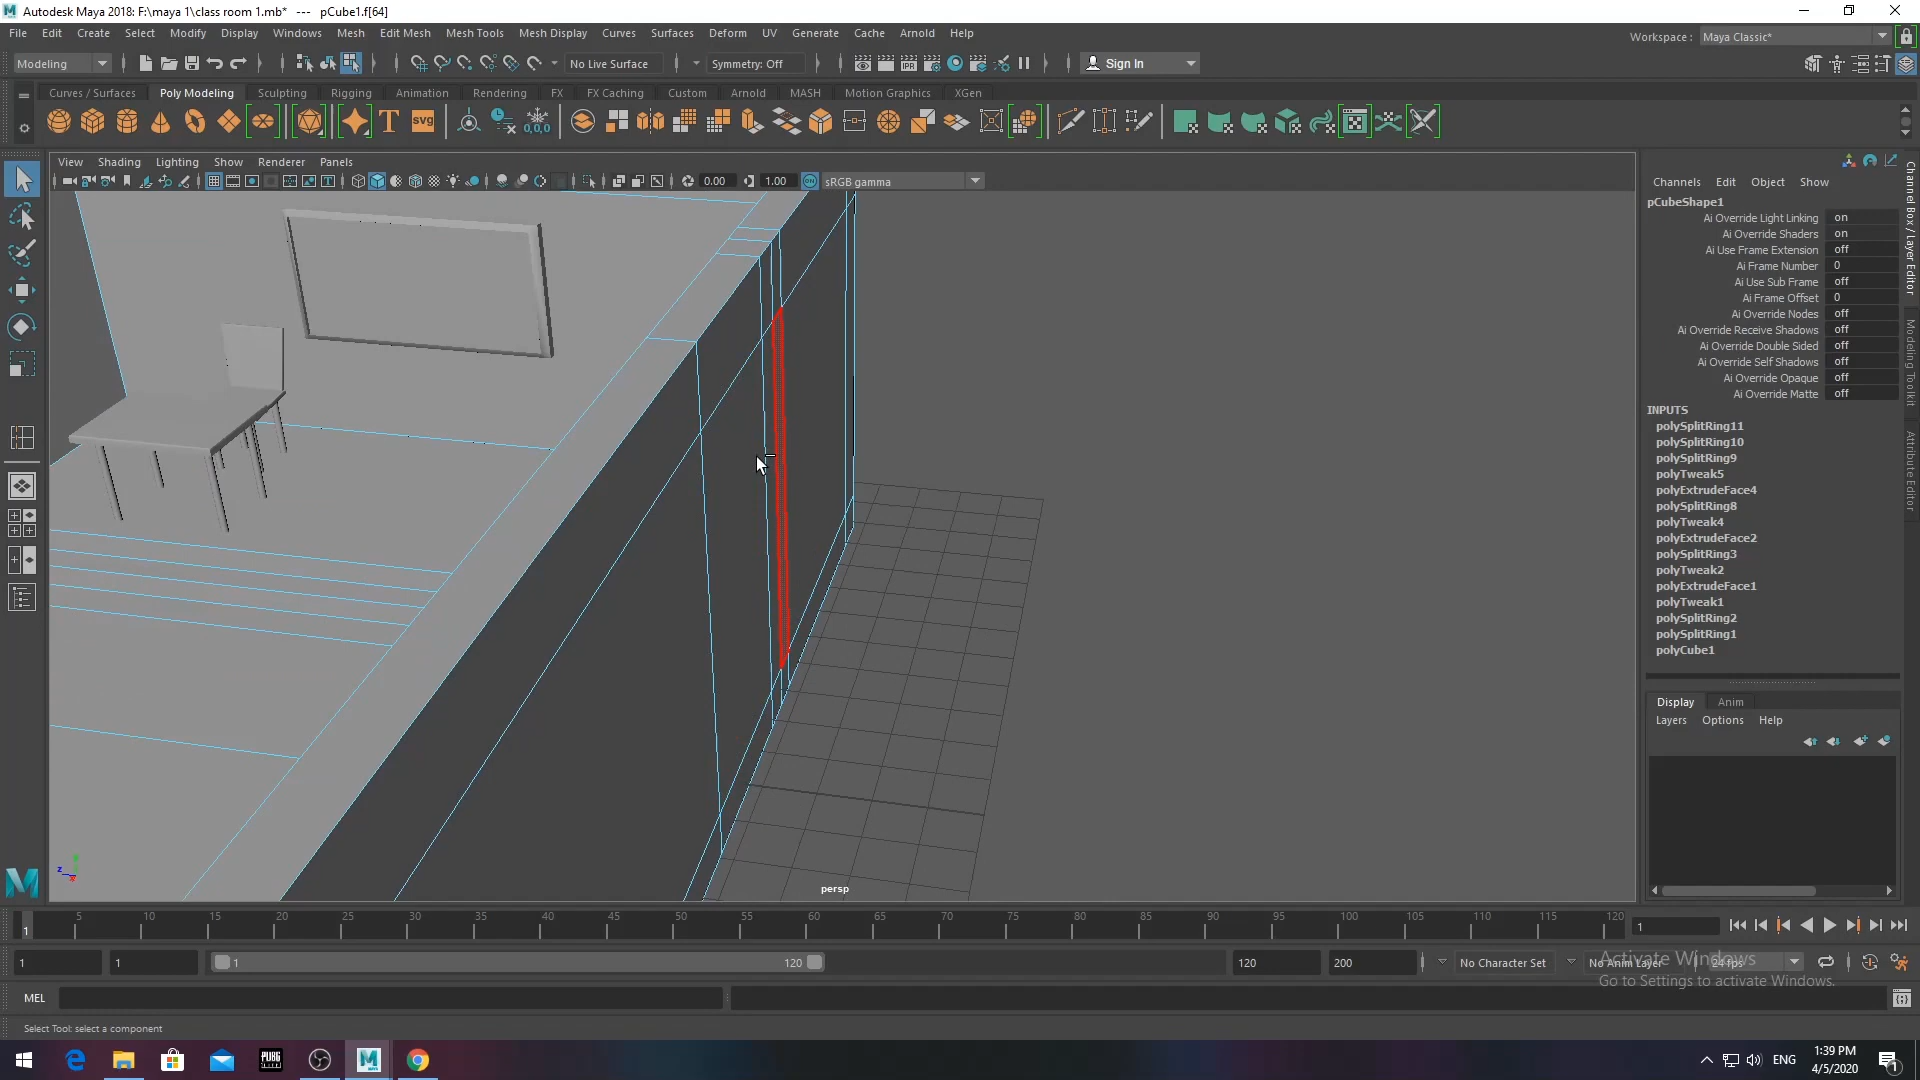 Autodesk Maya 2018: F:\maya 1\class room 1.mb*   ---   pCube1.f[64]
File Edit Create Select Modify Display Windows Mesh Edit Mesh Mesh Tools Mesh Display Curves Surfaces Deform UV Generate Cache Arnold Help
Workspace : Maya Classic*
Modeling No Live Surface Symmetry: Off Sign In
Curves / Surfaces Poly Modeling Sculpting Rigging Animation Rendering FX FX Caching Custom Arnold MASH Motion Graphics XGen
View Shading Lighting Show Renderer Panels
0.00 1.00 sRGB gamma
Channels Edit Object Show
pCubeShape1
Ai Override Light Linking on
Ai Override Shaders on
Ai Use Frame Extension off
Ai Frame Number 0
Ai Use Sub Frame off
Ai Frame Offset 0
Ai Override Nodes off
Ai Override Receive Shadows off
Ai Override Double Sided off
Ai Override Self Shadows off
Ai Override Opaque off
Ai Override Matte off
INPUTS
polySplitRing11
polySplitRing10
polySplitRing9
polyTweak5
polyExtrudeFace4
polySplitRing8
polyTweak4
polyExtrudeFace2
polySplitRing3
polyTweak2
polyExtrudeFace1
polyTweak1
polySplitRing2
polySplitRing1
polyCube1
Channel Box / Layer Editor
Modeling Toolkit
Attribute Editor
Display Anim
Layers Options Help
persp
5 10 15 20 25 30 35 40 45 50 55 60 65 70 75 80 85 90 95 100 105 110 115 120
1 1
1 1 1 120 120 200 No Character Set No Anim Layer 24 fps
Activate Windows
Go to Settings to activate Windows.
MEL
Select Tool: select a component
ENG
1:39 PM
4/5/2020